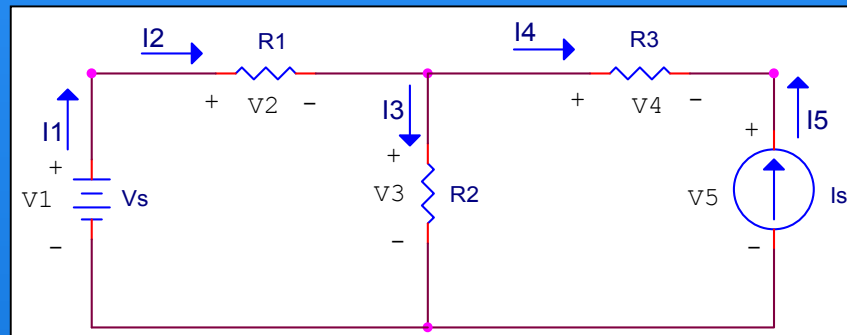 I2 R1 I4 R3
+ V2 - + V4 -
I1 I3 I5
+ + +
V1 Vs V3 R2 V5 Is
- - -